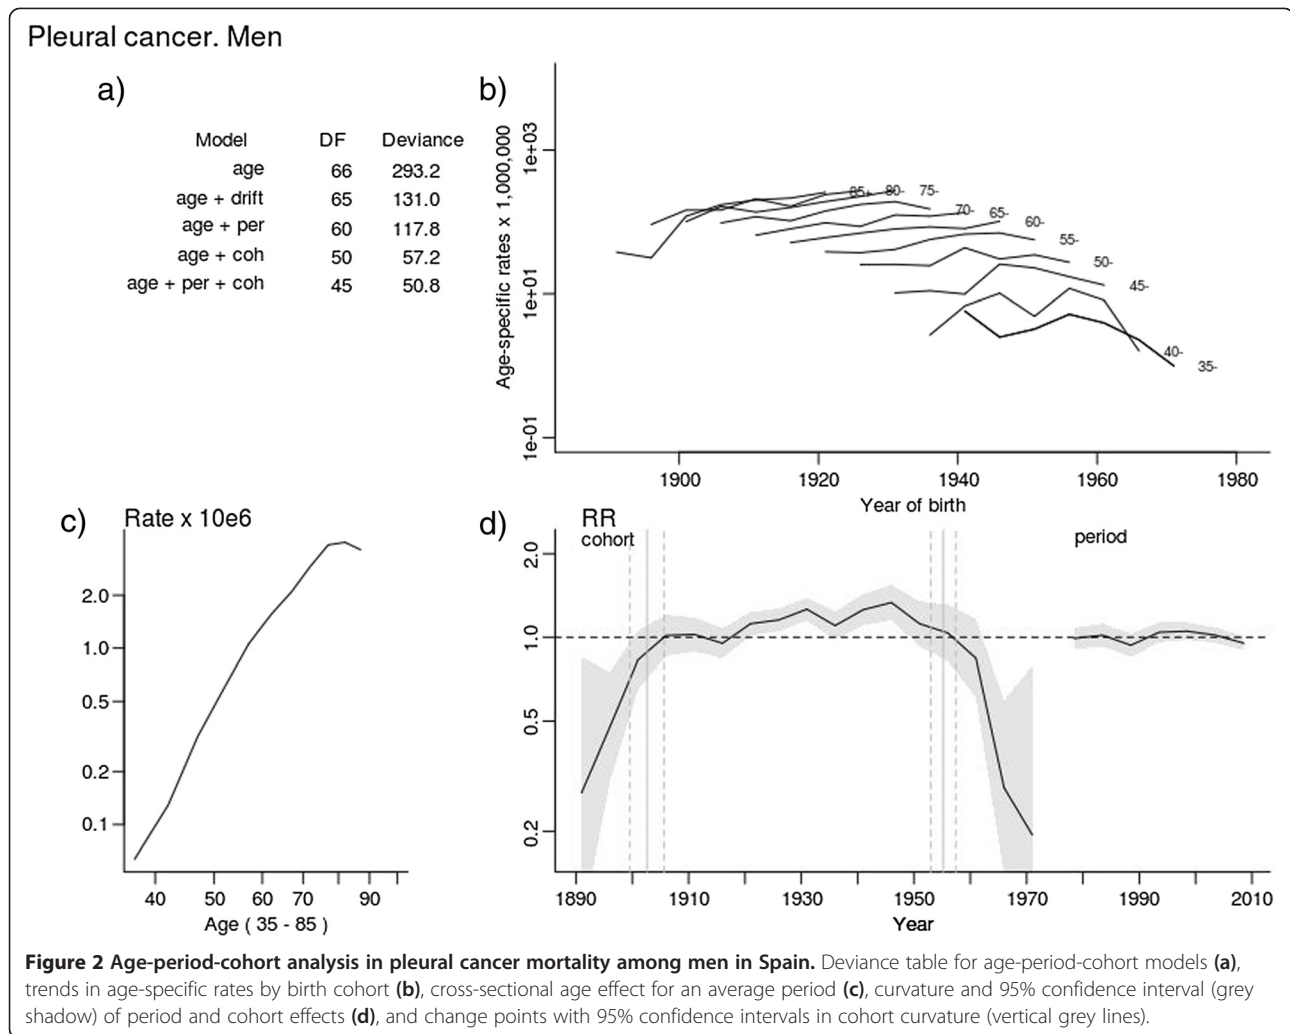 Pleural cancer. Men
a)
Model DF Deviance
age 66 293.2
age + drift 65 131.0
age + per 60 117.8
age + coh 50 57.2
age + per + coh 45 50.8
b)
Age-specific rates x 1,000,000
1e+03
1e+01
1e-01
85+ 80- 75-
70- 65-
60-
55-
50-
45-
40-
35-
1900 1920 1940 1960 1980
Year of birth
c)
Rate x 10e6
2.0
1.0
0.5
0.2
0.1
40 50 60 70 90
Age ( 35 - 85 )
d)
RR
cohort
period
2.0
1.0
0.5
0.2
1890 1910 1930 1950 1970 1990 2010
Year
Figure 2 Age-period-cohort analysis in pleural cancer mortality among men in Spain. Deviance table for age-period-cohort models (a),
trends in age-specific rates by birth cohort (b), cross-sectional age effect for an average period (c), curvature and 95% confidence interval (grey
shadow) of period and cohort effects (d), and change points with 95% confidence intervals in cohort curvature (vertical grey lines).